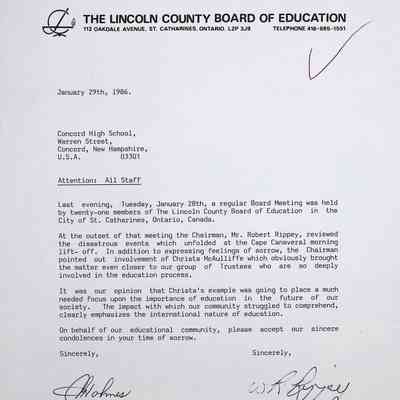 THE LINCOLN COUNTY BOARD OF EDUCATION
112 OAKDALE AVENUE, ST. CATHARINES, ONTARIO. L2P 3J9 TELEPHONE 416-685-1551
January 29th, 1986.
Concord High School,
Warren Street,
Concord, New Hampshire,
U.S.A. 03301
Attention: All Staff
Last evening, Tuesday, January 28th, a regular Board Meeting was held
by twenty-one members of The Lincoln County Board of Education in the
City of St. Catharines, Ontario, Canada.
At the outset of that meeting the Chairman, Mr. Robert Rippey, reviewed
the disastrous events which unfolded at the Cape Canaveral morning
lift- off. In addition to expressing feelings of sorrow, the Chairman
pointed out involvement of Christa McAulliffe which obviously brought
the matter even closer to our group of Trustees who are so deeply
involved in the education process.
It was our opinion that Christa's example was going to place a much
needed focus upon the importance of education in the future of our
society. The impact with which our community struggled to comprehend,
clearly emphasizes the international nature of education.
On behalf of our educational community, please accept our sincere
condolences in your time of sorrow.
Sincerely, Sincerely,